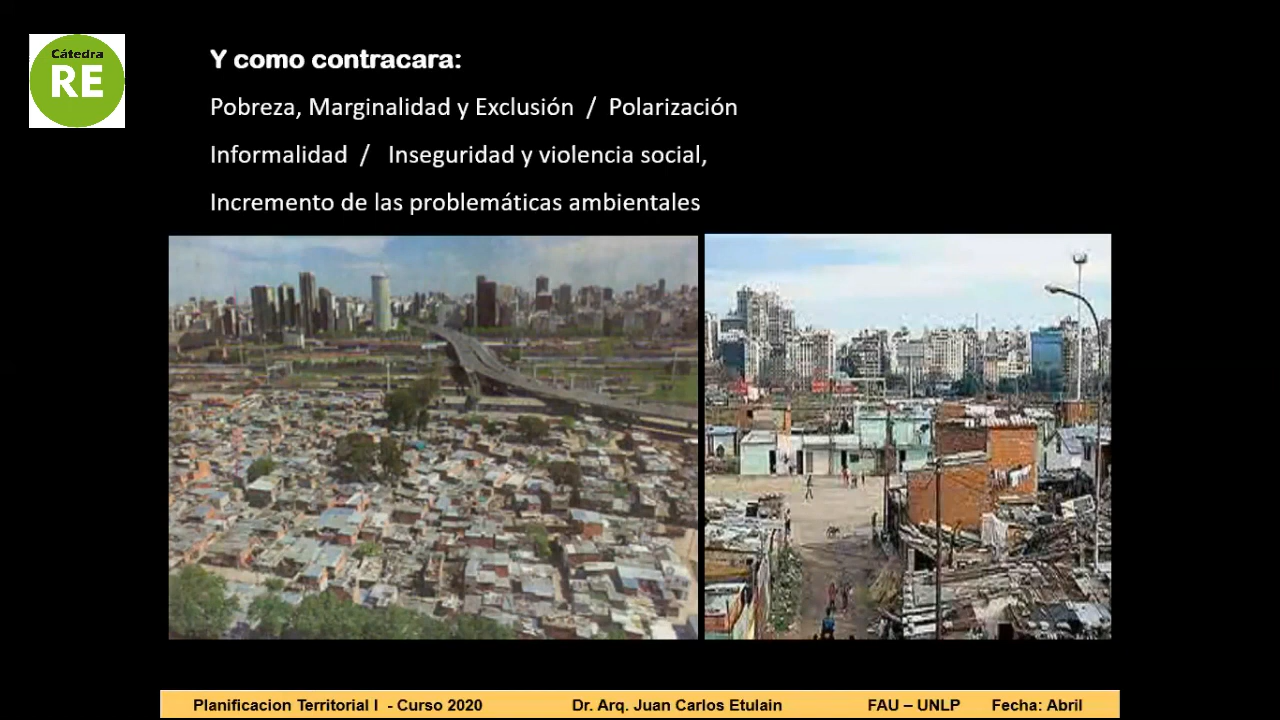 Cátedra
RE
Y como contracara:
Pobreza, Marginalidad y Exclusión / Polarización
Informalidad / Inseguridad y violencia social,
Incremento de las problemáticas ambientales
Planificacion Territorial I - Curso 2020 Dr. Arq. Juan Carlos Etulain FAU – UNLP Fecha: Abril